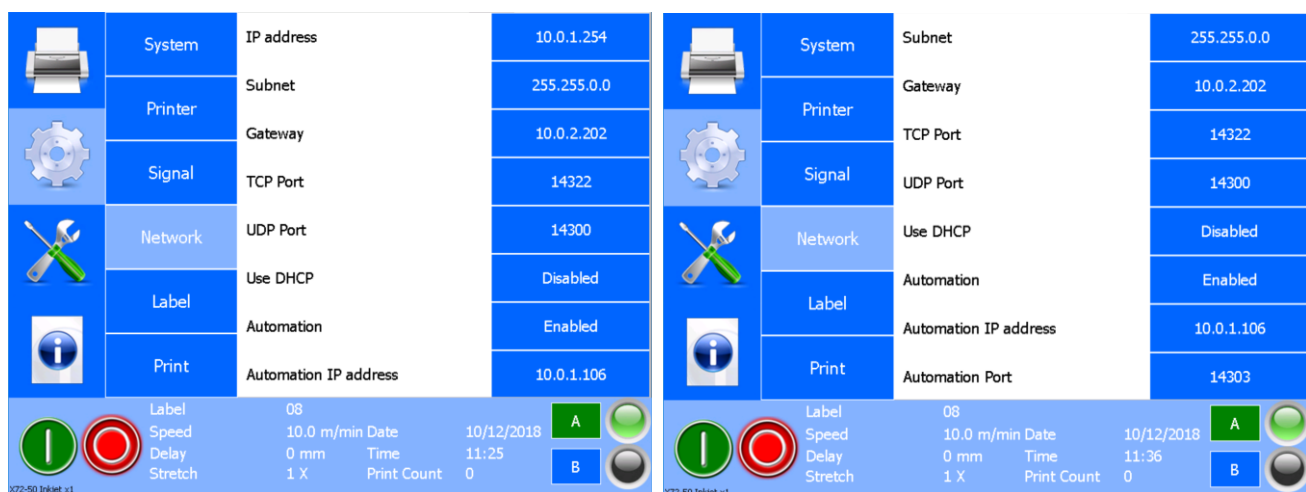 System
Printer
Signal
Network
Label
Print
IP address 10.0.1.254
Subnet 255.255.0.0
Gateway 10.0.2.202
TCP Port 14322
UDP Port 14300
Use DHCP Disabled
Automation Enabled
Automation IP address 10.0.1.106
Label 08
Speed 10.0 m/min Date 10/12/2018
Delay 0 mm Time 11:25
Stretch 1 X Print Count 0
A
B
X72-50 Inkjet x1
System
Printer
Signal
Network
Label
Print
Subnet 255.255.0.0
Gateway 10.0.2.202
TCP Port 14322
UDP Port 14300
Use DHCP Disabled
Automation Enabled
Automation IP address 10.0.1.106
Automation Port 14303
Label 08
Speed 10.0 m/min Date 10/12/2018
Delay 0 mm Time 11:36
Stretch 1 X Print Count 0
A
B